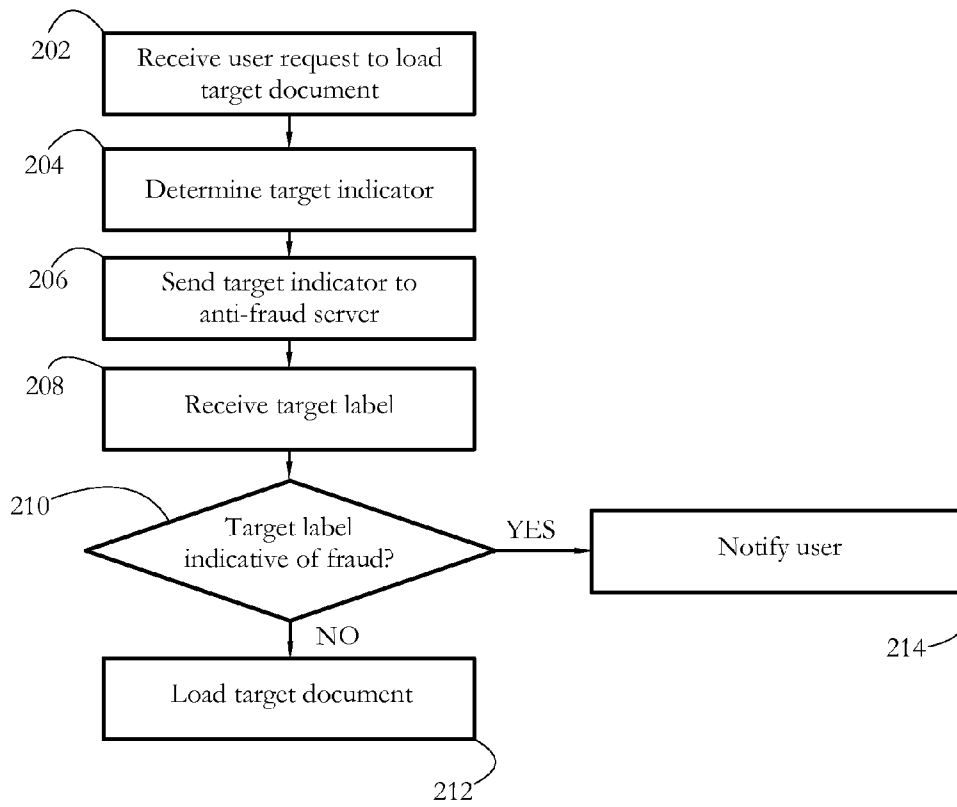 202
Receive user request to load
target document
204
Determine target indicator
206
Send target indicator to
anti-fraud server
208
Receive target label
210
Target label
indicative of fraud?
YES
Notify user
214
NO
Load target document
212